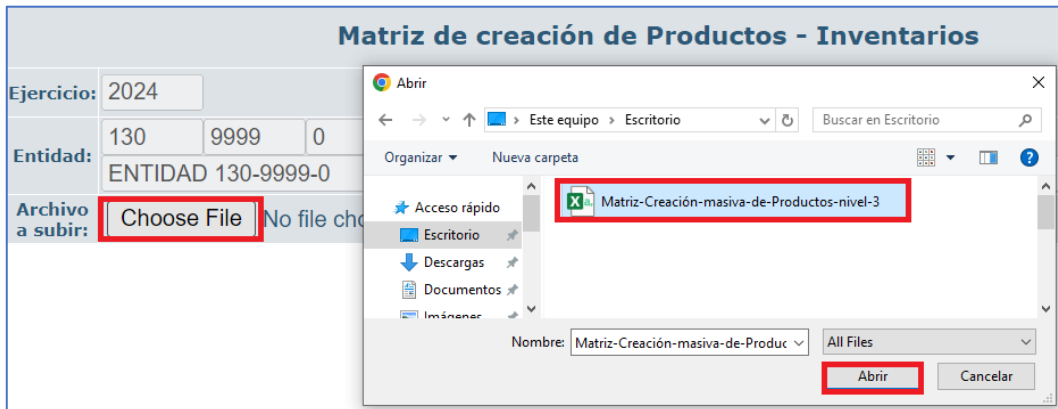 Matriz de creación de Productos - Inventarios
Ejercicio: 2024
Entidad: 130 9999 0
ENTIDAD 130-9999-0
Archivo a subir: Choose File No file
Abrir
Este equipo > Escritorio
Buscar en Escritorio
Organizar
Nueva carpeta
Acceso rápido
Escritorio
Descargas
Documentos
Imágenes
Matriz-Creación-masiva-de-Productos-nivel-3
Nombre: Matriz-Creación-masiva-de-Produc
All Files
Abrir
Cancelar